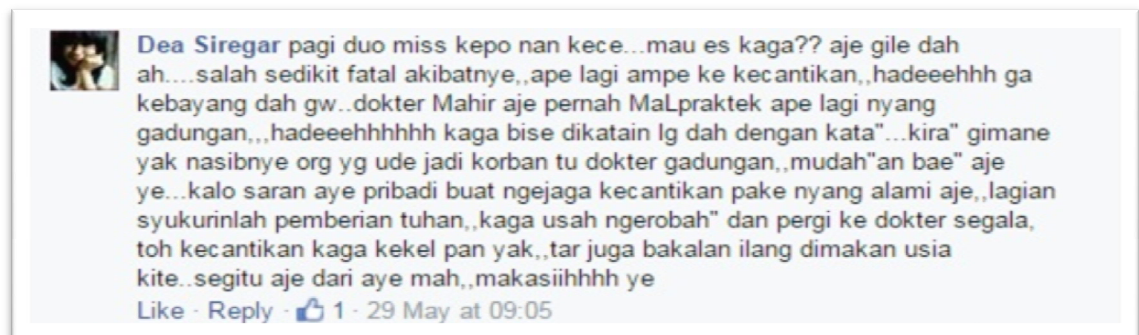 Dea Siregar pagi duo miss kepo nan kece...mau es kaga?? aje gile dah
ah....salah sedikit fatal akibatnye,,ape lagi ampe ke kecantikan,,hadeeehhh ga
kebayang dah gw..dokter Mahir aje pernah MaLpraktek ape lagi nyang
gadungan,,,hadeeehhhhhh kaga bise dikatain lg dah dengan kata"...kira" gimane
yak nasibnye org yg ude jadi korban tu dokter gadungan,,mudah"an bae" aje
ye...kalo saran aye pribadi buat ngejaga kecantikan pake nyang alami aje,,lagian
syukurinlah pemberian tuhan,,kaga usah ngerobah" dan pergi ke dokter segala,
toh kecantikan kaga kekel pan yak,,tar juga bakalan ilang dimakan usia
kite..segitu aje dari aye mah,,makasiihhhh ye
Like · Reply · 1 · 29 May at 09:05